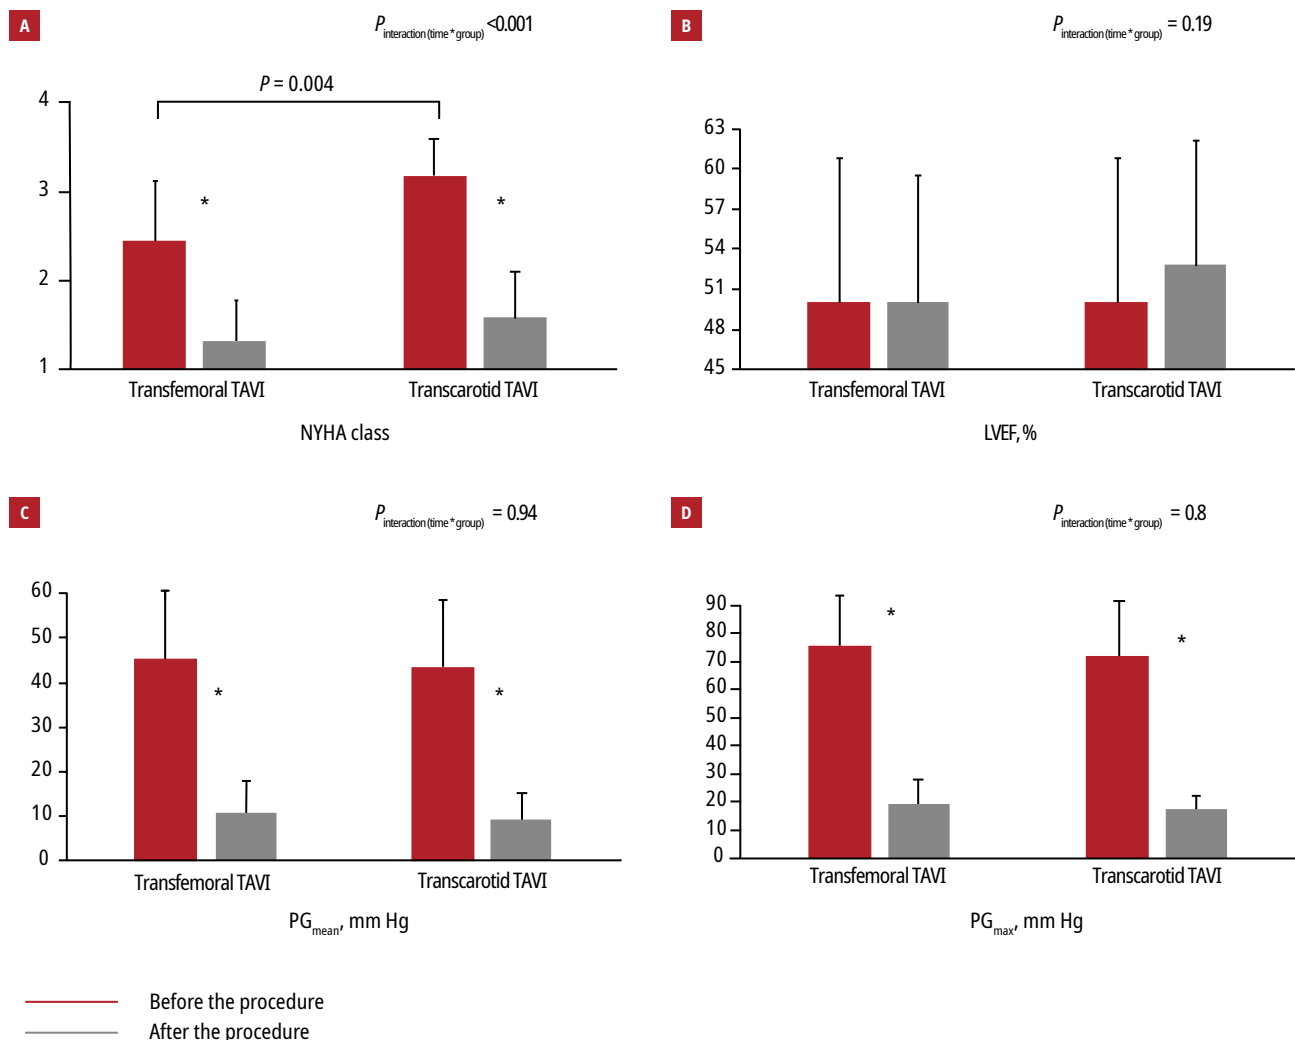 A
P interaction (time * group) <0.001
P = 0.004
4
3
2
1
*
*
Transfemoral TAVI
Transcarotid TAVI
NYHA class
B
P interaction (time * group) = 0.19
63
60
57
54
51
48
45
Transfemoral TAVI
Transcarotid TAVI
LVEF, %
C
P interaction (time * group) = 0.94
60
50
40
30
20
10
0
*
*
Transfemoral TAVI
Transcarotid TAVI
PG mean, mm Hg
D
P interaction (time * group) = 0.8
90
80
70
60
50
40
30
20
10
0
*
*
Transfemoral TAVI
Transcarotid TAVI
PG max, mm Hg
Before the procedure
After the procedure